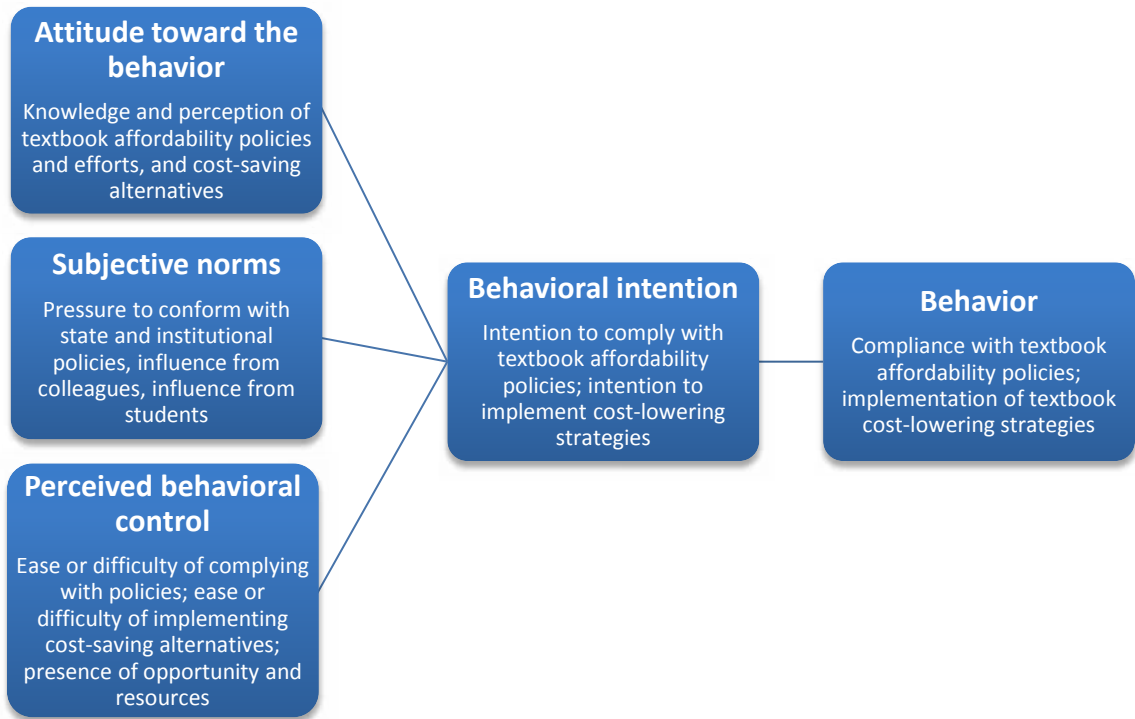 Attitude toward the
behavior
Knowledge and perception of
textbook affordability policies
and efforts, and cost-saving
alternatives
Subjective norms
Pressure to conform with
state and institutional
policies, influence from
colleagues, influence from
students
Perceived behavioral
control
Ease or difficulty of complying
with policies; ease or
difficulty of implementing
cost-saving alternatives;
presence of opportunity and
resources
Behavioral intention
Intention to comply with
textbook affordability
policies; intention to
implement cost-lowering
strategies
Behavior
Compliance with textbook
affordability policies;
implementation of textbook
cost-lowering strategies